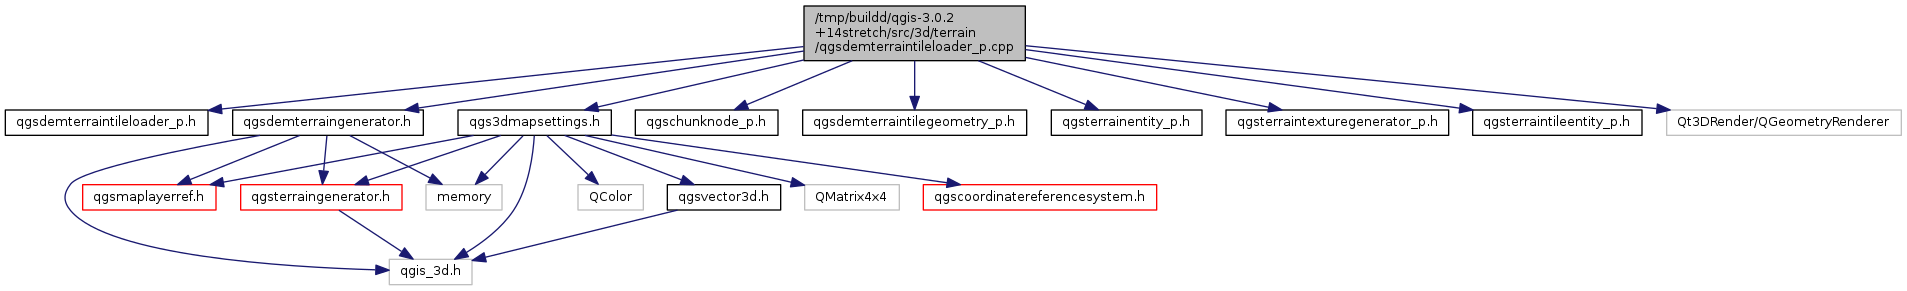 /tmp/buildd/qgis-3.0.2
+14stretch/src/3d/terrain
/qgsdemterraintileloader_p.cpp
qgsdemterraintileloader_p.h
qgsdemterraingenerator.h
qgs3dmapsettings.h
qgschunknode_p.h
qgsdemterraintilegeometry_p.h
qgsterrainentity_p.h
qgsterraintexturegenerator_p.h
qgsterraintileentity_p.h
Qt3DRender/QGeometryRenderer
qgsmaplayerref.h
qgsterraingenerator.h
memory
QColor
qgsvector3d.h
QMatrix4x4
qgscoordinatereferencesystem.h
qgis_3d.h